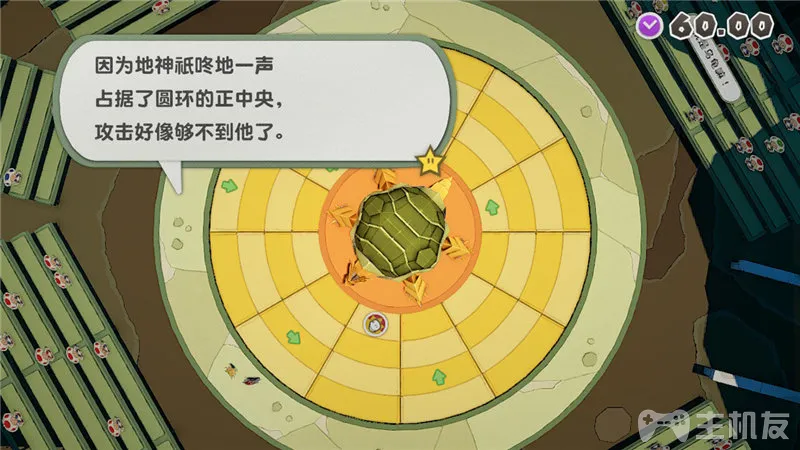 因为地神祇咚地一声
占据了圆环的正中央，
攻击好像够不到他了。
60.00
主机友